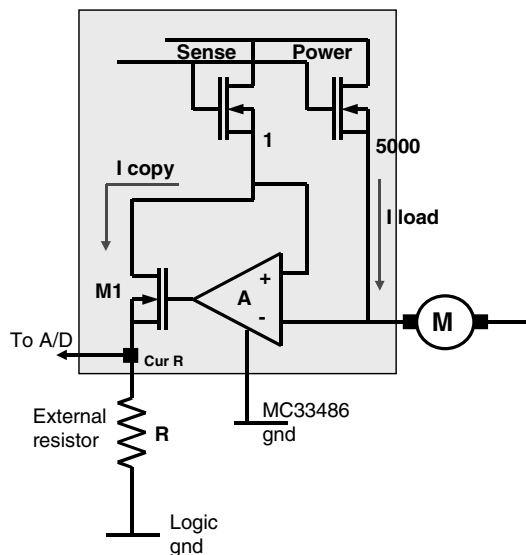 Sense Power
1
5000
I copy
I load
M1
+
A
-
M
To A/D
Cur R
External
resistor
R
MC33486
gnd
Logic
gnd